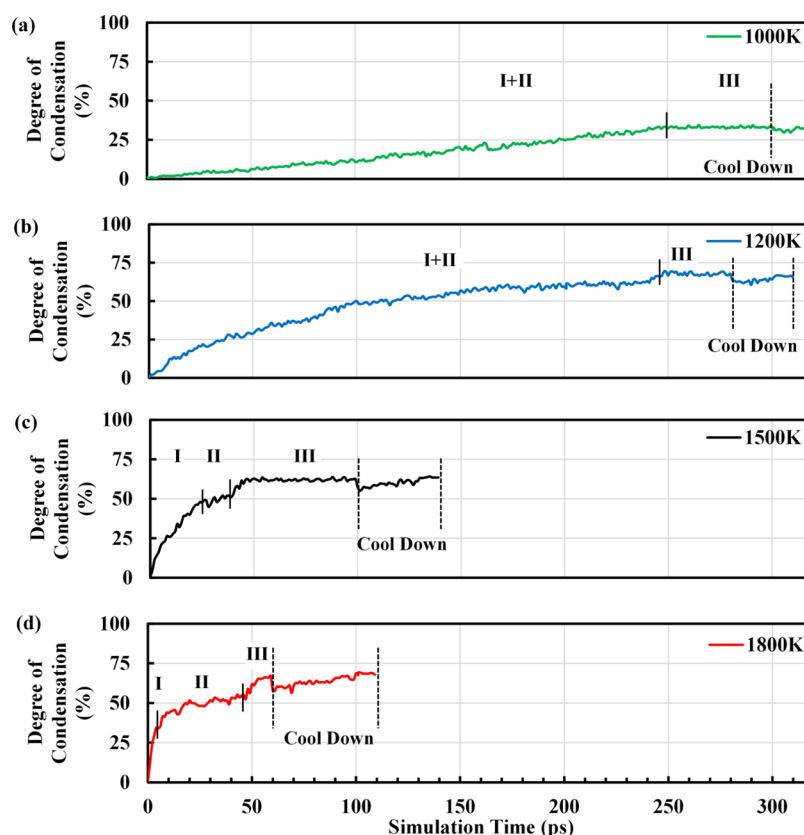 (a)
Degree of
Condensation
(%)
100
75
50
25
0
1000K
I+II
III
Cool Down
(b)
Degree of
Condensation
(%)
100
75
50
25
0
1200K
I+II
III
Cool Down
(c)
Degree of
Condensation
(%)
100
75
50
25
0
1500K
I
II
III
Cool Down
(d)
Degree of
Condensation
(%)
100
75
50
25
0
1800K
I
II
III
Cool Down
0
50
100
150
200
250
300
Simulation Time (ps)